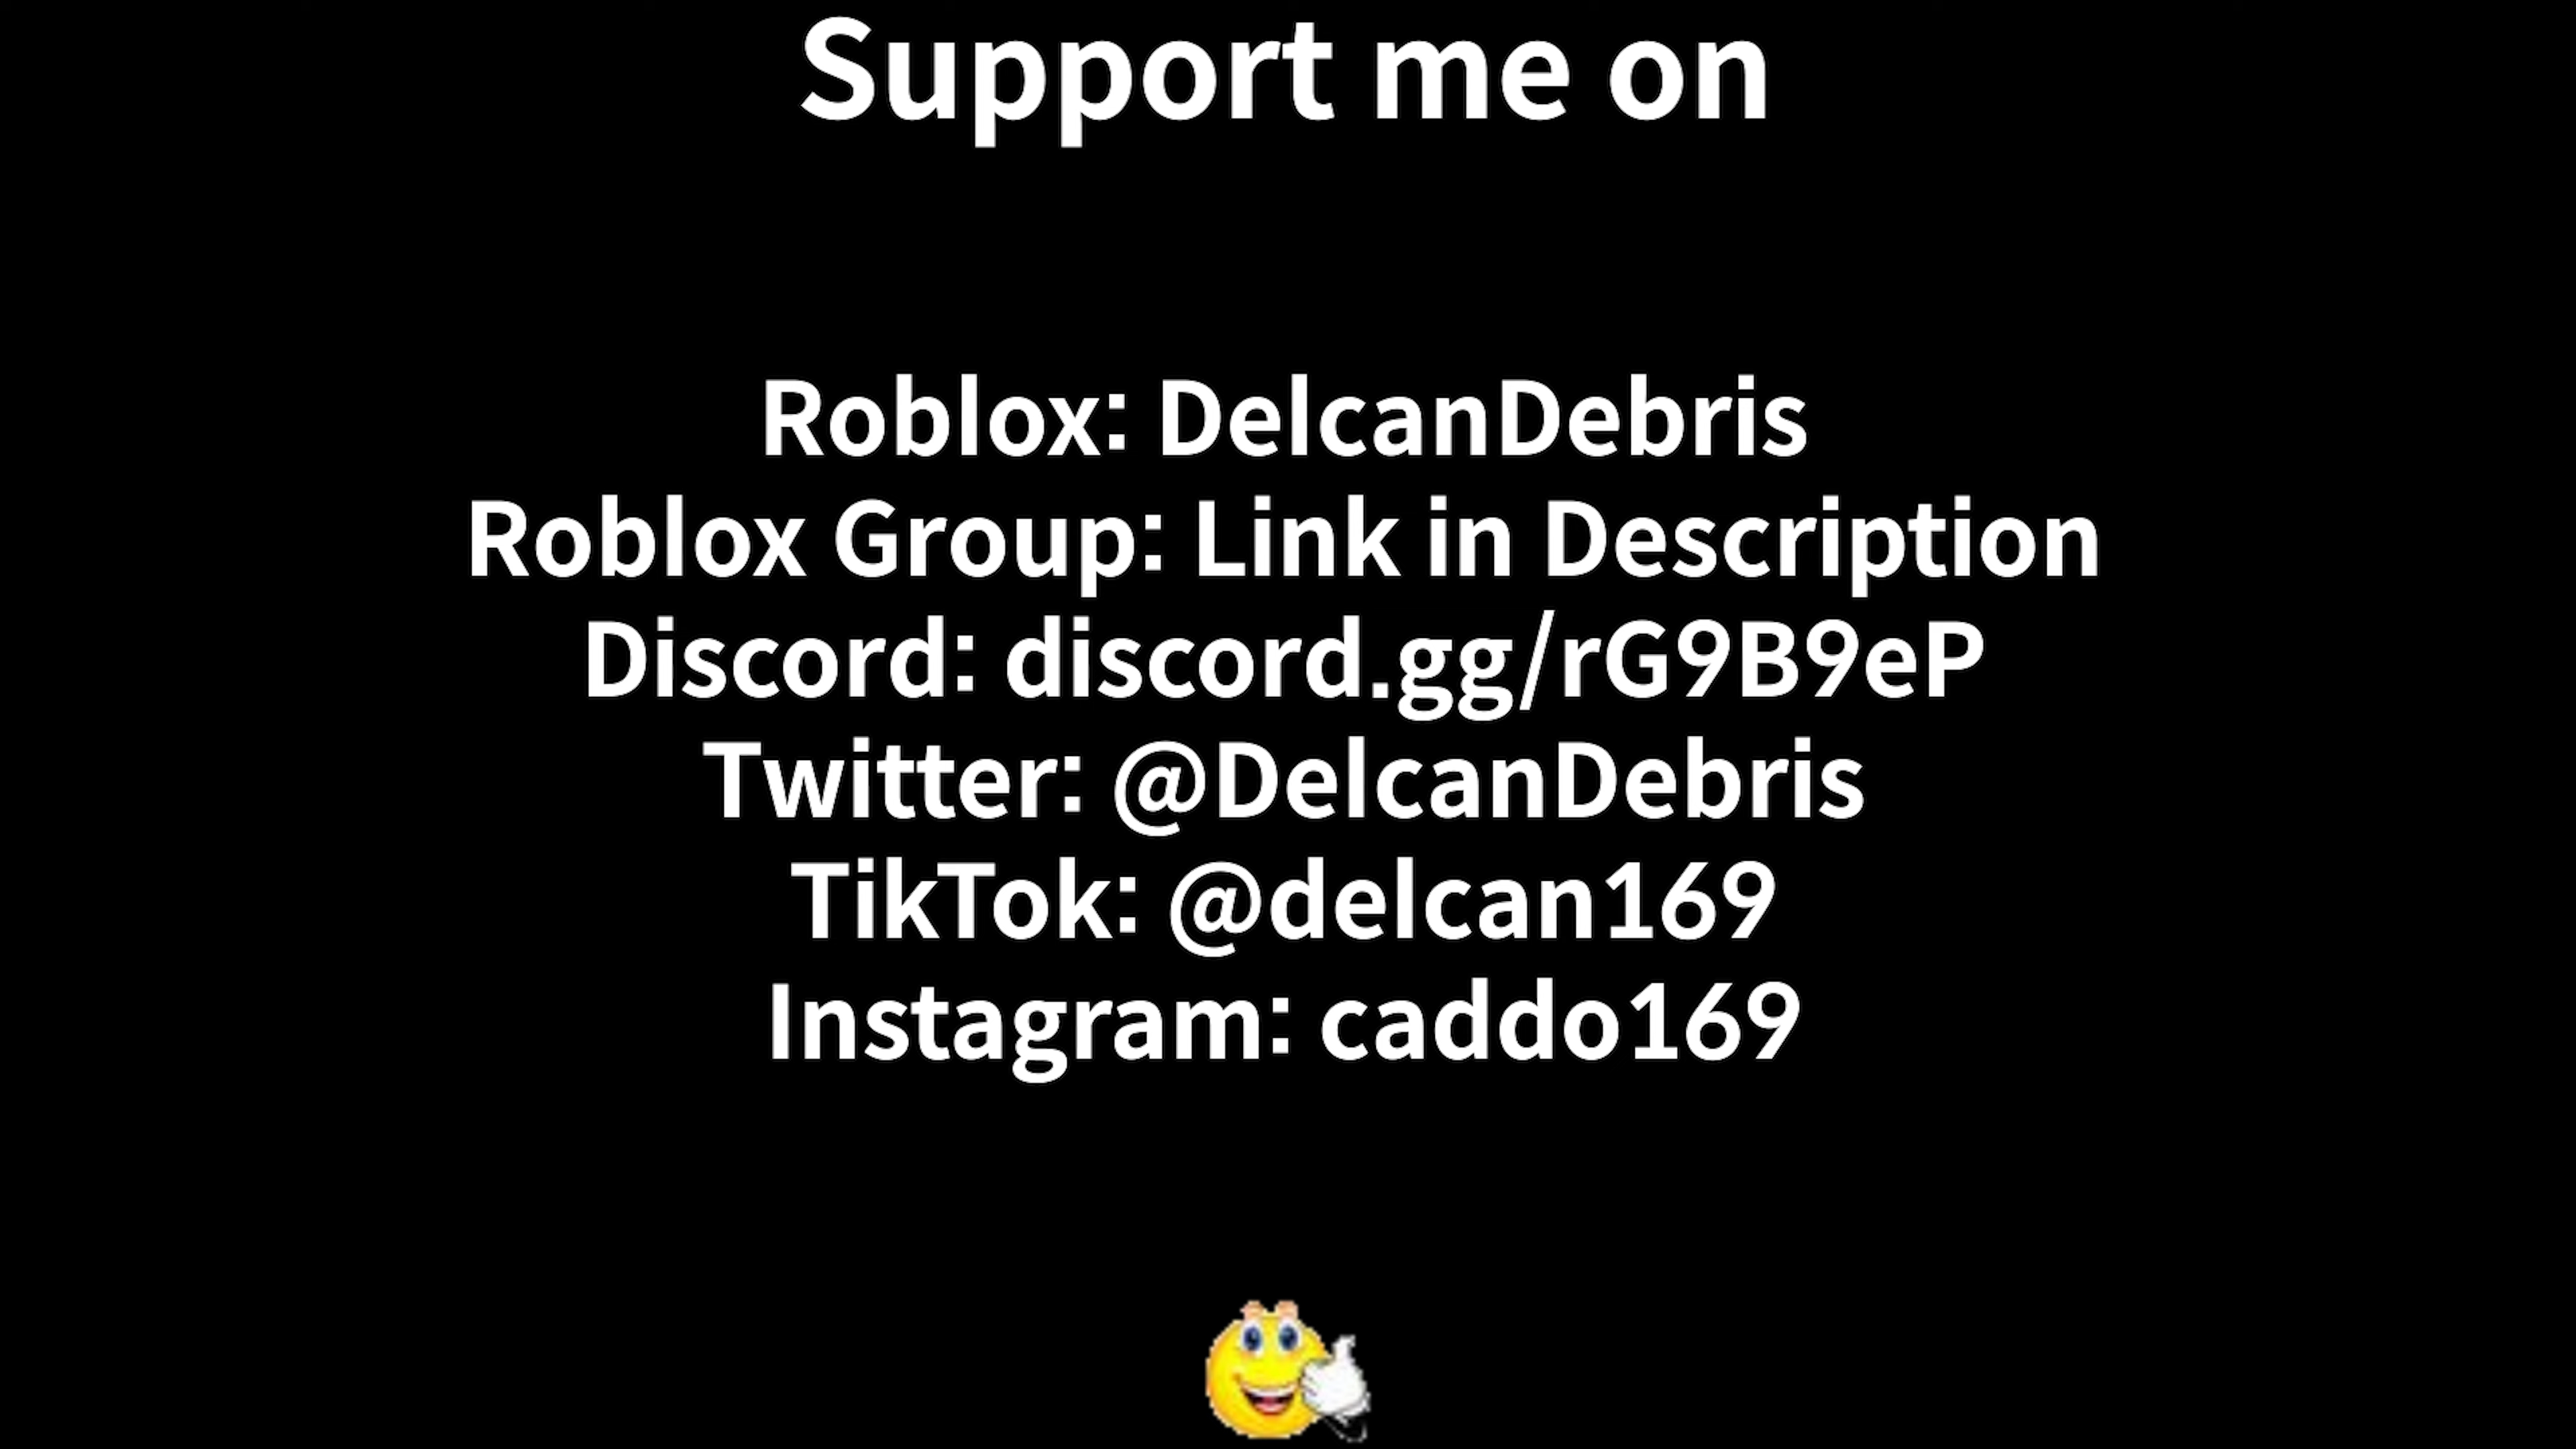 Support me on
Roblox: DelcanDebris
Roblox Group: Link in Description
Discord: discord.gg/rG9B9eP
Twitter: @DelcanDebris
TikTok: @delcan169
Instagram: caddo169